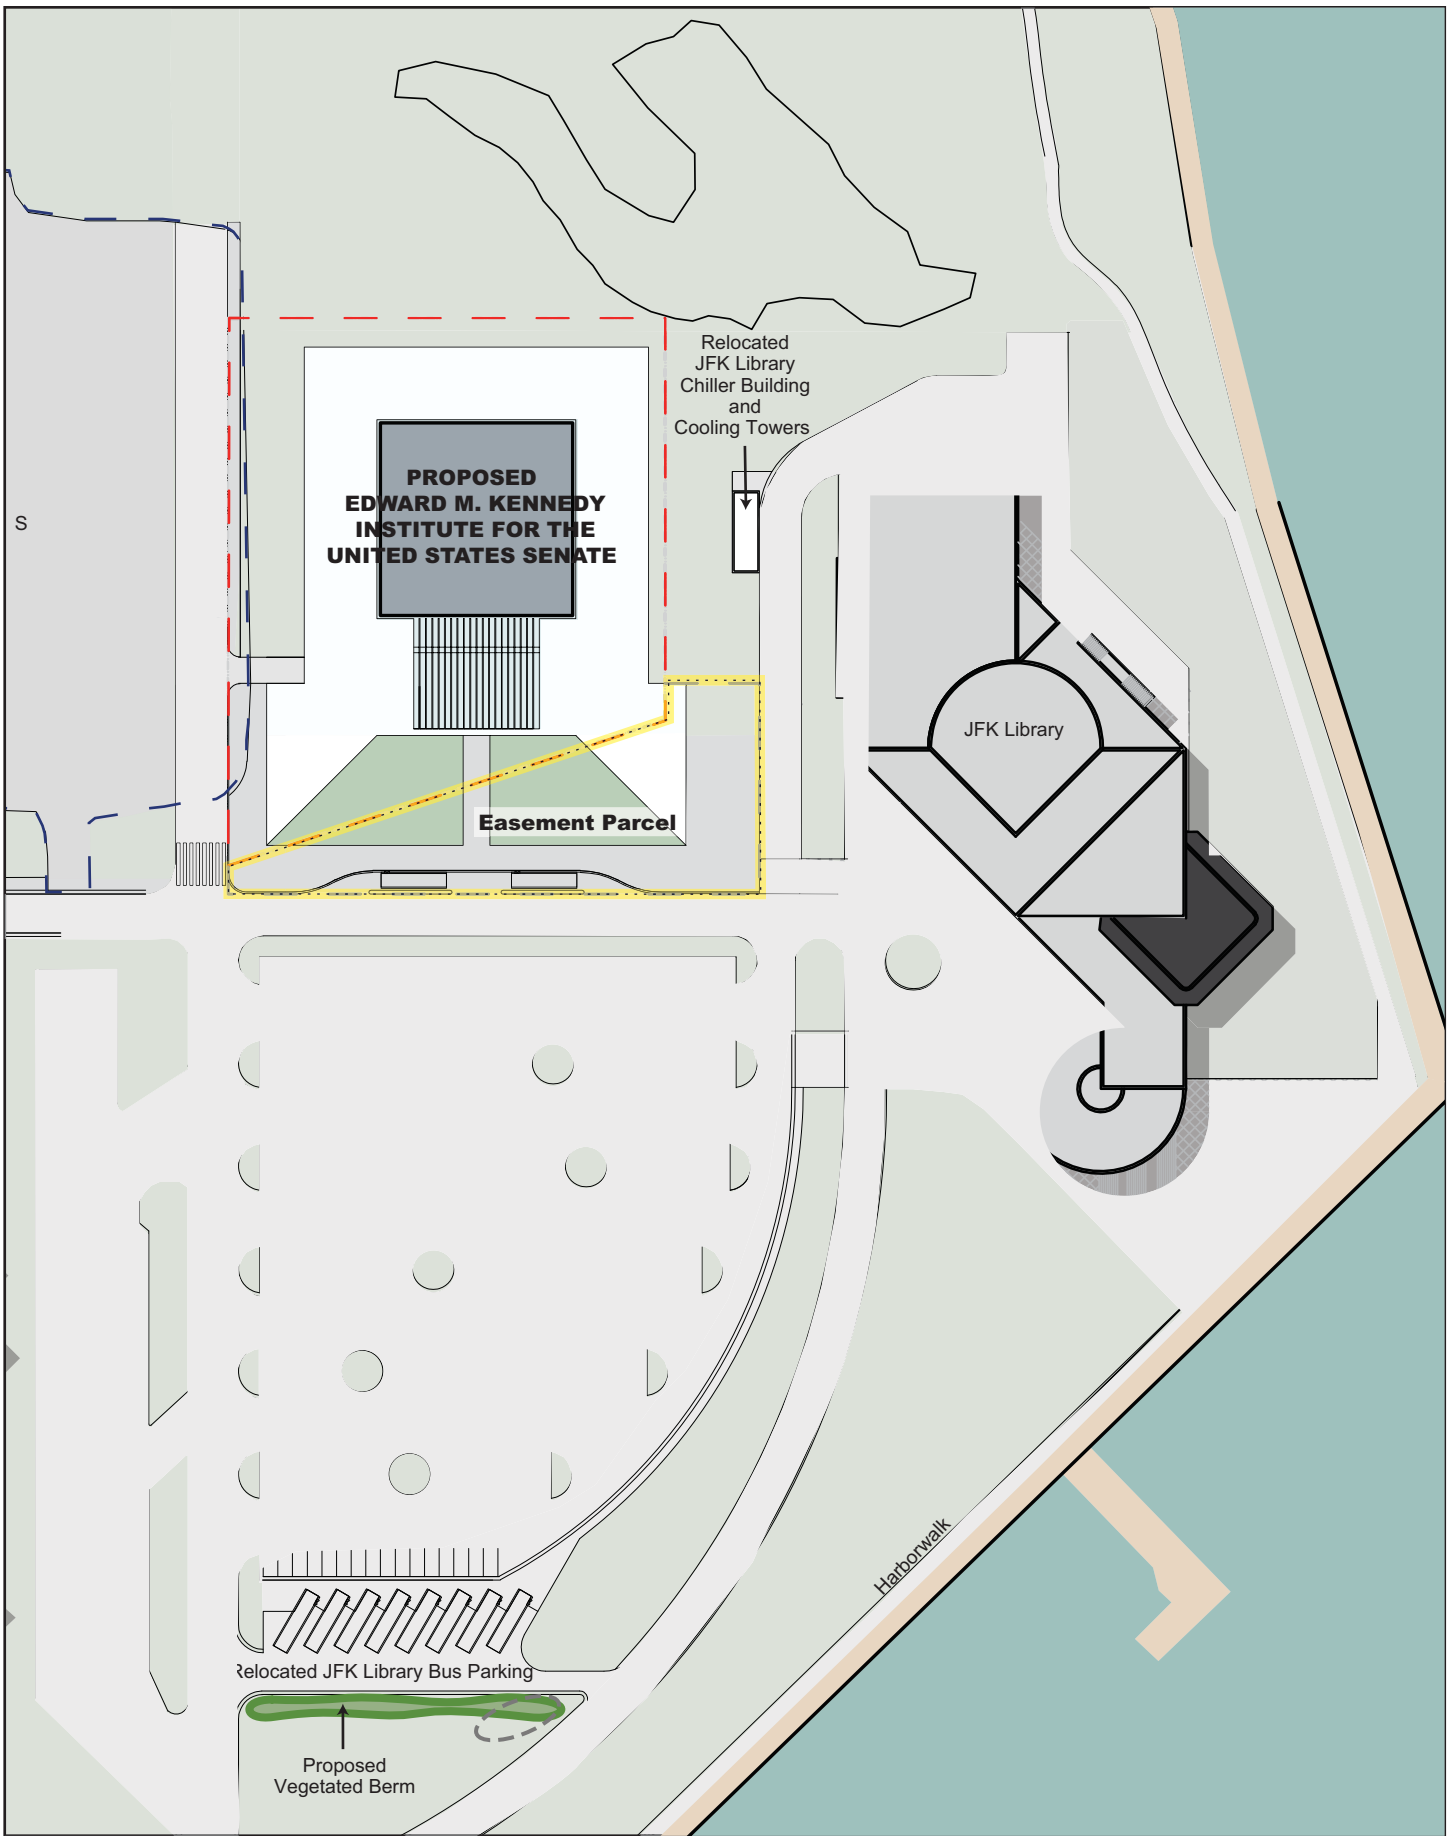 Relocated
JFK Library
Chiller Building
and
Cooling Towers
PROPOSED
EDWARD M. KENNEDY
INSTITUTE FOR THE
UNITED STATES SENATE
S
JFK Library
Easement Parcel
Harborwalk
Relocated JFK Library Bus Parking
Proposed
Vegetated Berm